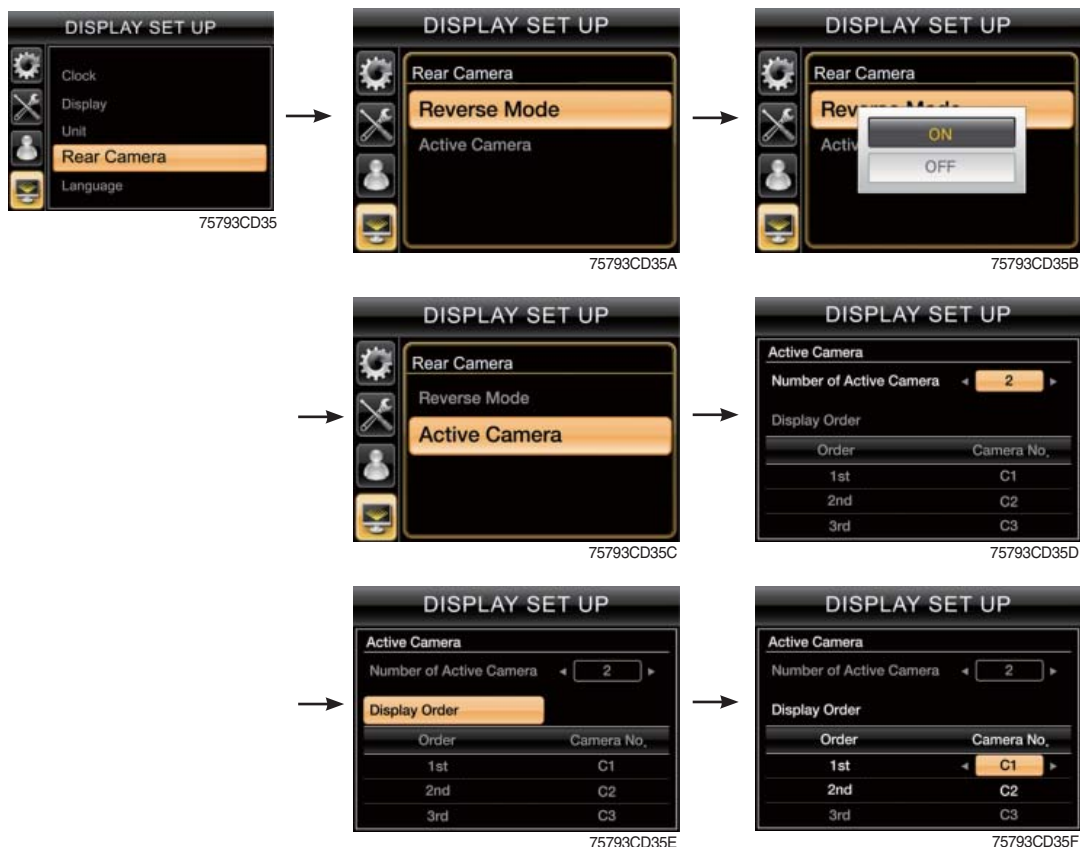 DISPLAY SET UP
Clock
Display
Unit
Rear Camera
Language
75793CD35
DISPLAY SET UP
Rear Camera
Reverse Mode
Active Camera
75793CD35A
DISPLAY SET UP
Rear Camera
ON
OFF
75793CD35B
DISPLAY SET UP
Rear Camera
Reverse Mode
Active Camera
75793CD35C
DISPLAY SET UP
Active Camera
Number of Active Camera 2
Display Order
Order Camera No.
1st C1
2nd C2
3rd C3
75793CD35D
DISPLAY SET UP
Active Camera
Number of Active Camera 2
Display Order
Order Camera No.
1st C1
2nd C2
3rd C3
75793CD35E
DISPLAY SET UP
Active Camera
Number of Active Camera 2
Display Order
Order Camera No.
1st C1
2nd C2
3rd C3
75793CD35F